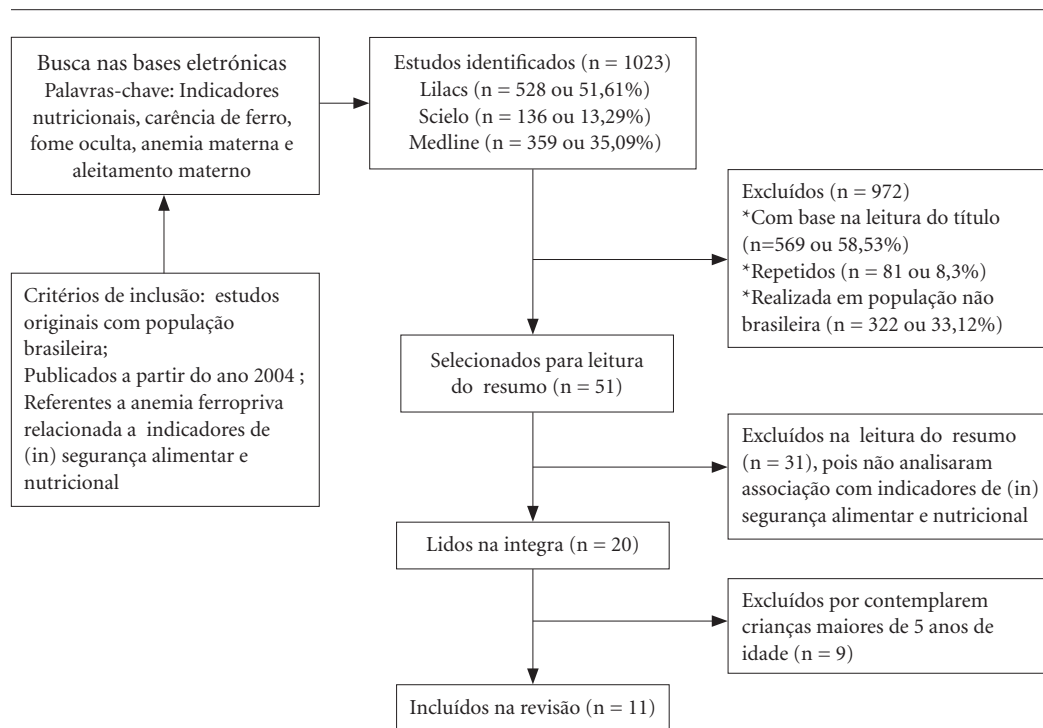 Busca nas bases eletrónicas
Palavras-chave: Indicadores
nutricionais, carência de ferro,
fome oculta, anemia materna e
aleitamento materno
Estudos identificados (n = 1023)
Lilacs (n = 528 ou 51,61%)
Scielo (n = 136 ou 13,29%)
Medline (n = 359 ou 35,09%)
Critérios de inclusão: estudos
originais com população
brasileira;
Publicados a partir do ano 2004 ;
Referentes a anemia ferropriva
relacionada a indicadores de
(in) segurança alimentar e
nutricional
Excluídos (n = 972)
*Com base na leitura do título
(n=569 ou 58,53%)
*Repetidos (n = 81 ou 8,3%)
*Realizada em população não
brasileira (n = 322 ou 33,12%)
Selecionados para leitura
do resumo (n = 51)
Excluídos na leitura do resumo
(n = 31), pois não analisaram
associação com indicadores de (in)
segurança alimentar e nutricional
Lidos na integra (n = 20)
Excluídos por contemplarem
crianças maiores de 5 anos de
idade (n = 9)
Incluídos na revisão (n = 11)